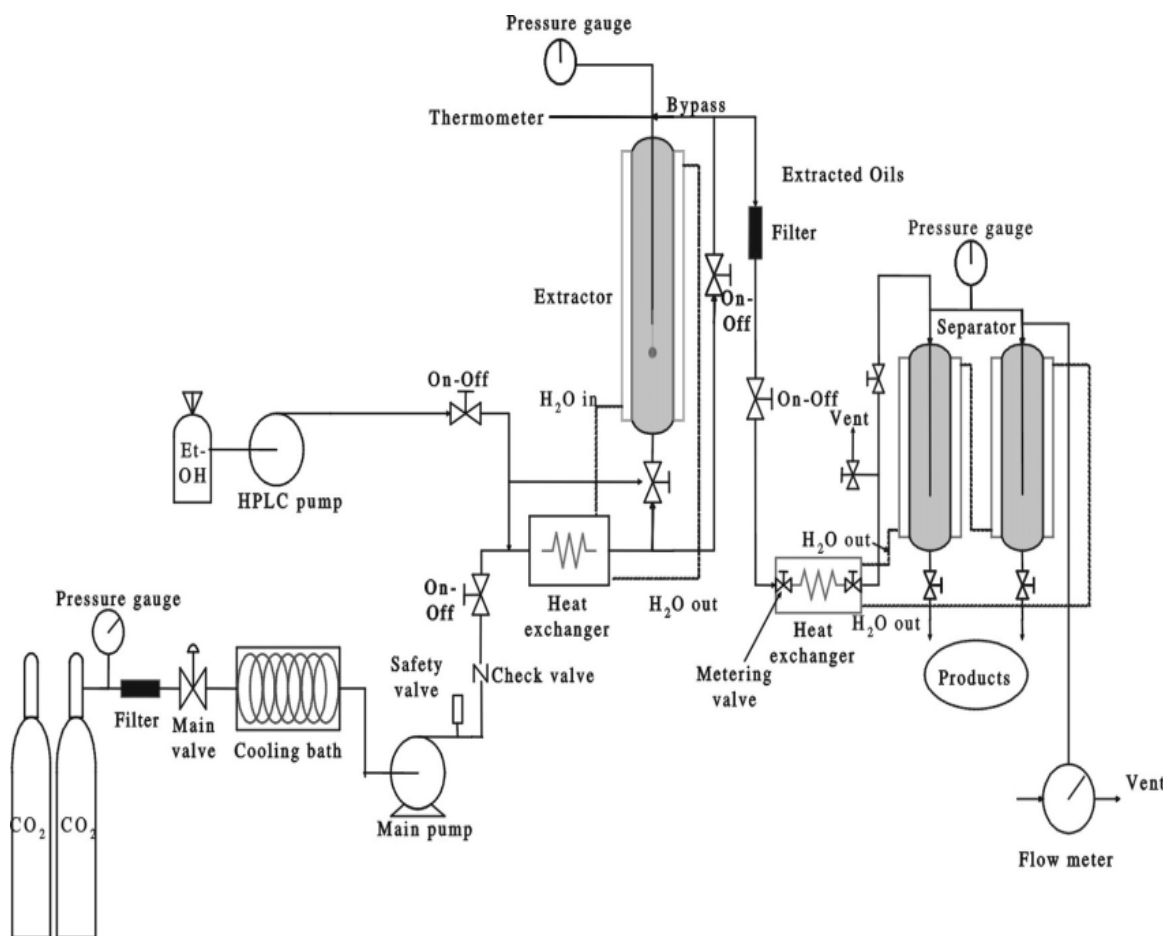 Pressure gauge
Bypass
Thermometer
Extracted Oils
Filter
Pressure gauge
Extractor
On-
Off
Separator
On-Off
H2O in
On-Off
Vent
Et-
OH
HPLC pump
H2O out
On-
Off
Heat
exchanger
H2O out
Pressure gauge
H2O out
Heat
exchanger
Safety
valve
Check valve
Metering
valve
Products
Filter
Main
valve
Cooling bath
CO2
CO2
Main pump
Vent
Flow meter